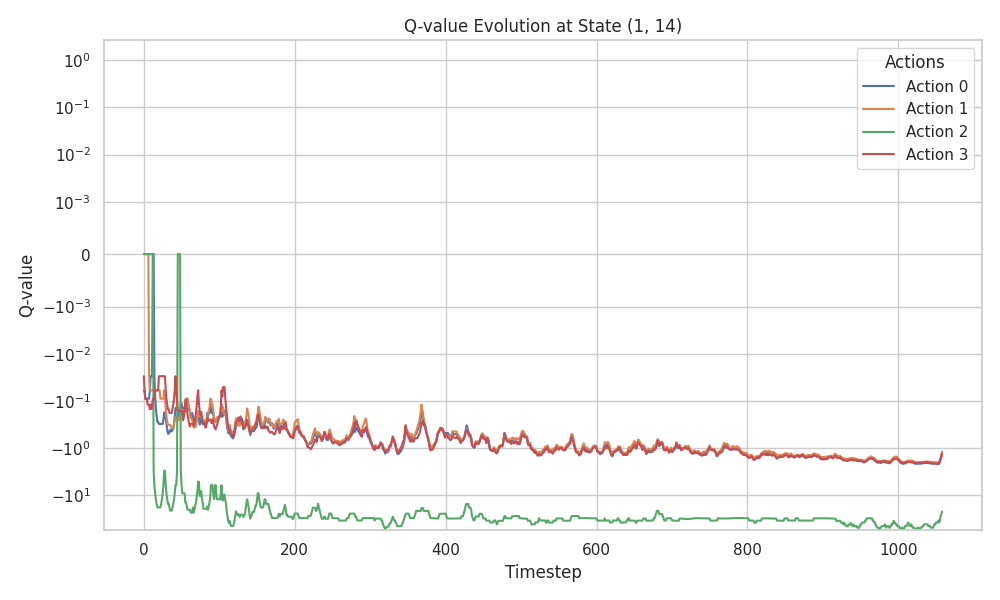 Q-value Evolution at State (1, 14)
Actions
Action 0
Action 1
Action 2
Action 3
Q-value
10⁰
10⁻¹
10⁻²
10⁻³
0
−10⁻³
−10⁻²
−10⁻¹
−10⁰
−10¹
0 200 400 600 800 1000
Timestep